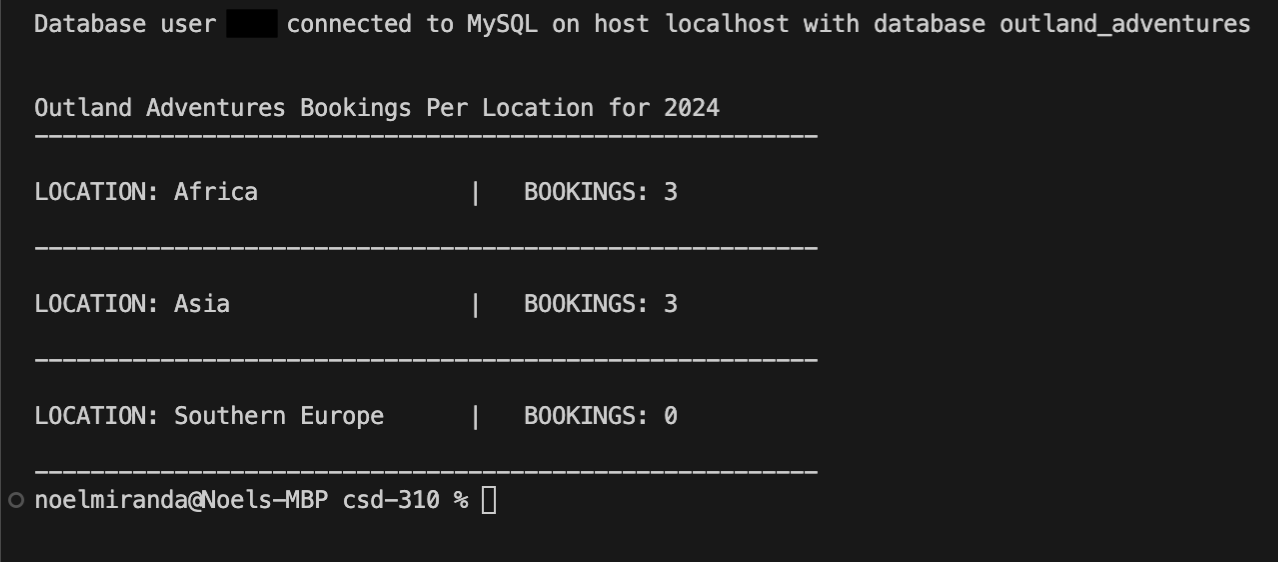 Database user connected to MySQL on host localhost with database outland_adventures
Outland Adventures Bookings Per Location for 2024
--------------------------------------------------------
LOCATION: Africa | BOOKINGS: 3
--------------------------------------------------------
LOCATION: Asia | BOOKINGS: 3
--------------------------------------------------------
LOCATION: Southern Europe | BOOKINGS: 0
--------------------------------------------------------
noelmiranda@Noels-MBP csd-310 %